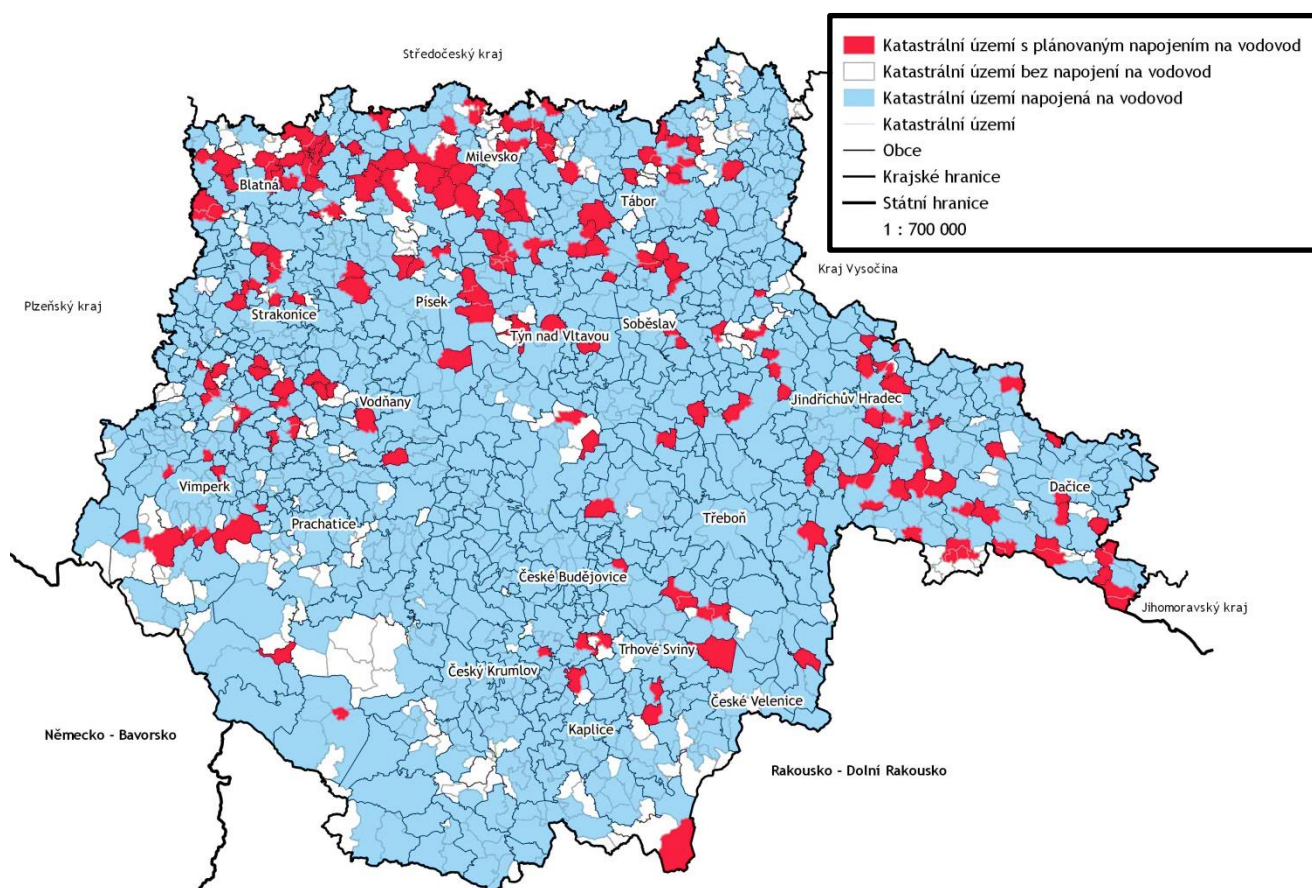 Středočeský kraj
Katastrální území s plánovaným napojením na vodovod
Katastrální území bez napojení na vodovod
Katastrální území napojená na vodovod
Katastrální území
Obce
Krajské hranice
Státní hranice
1 : 700 000
Milevsko
Blatná
Tábor
Kraj Vysočina
Plzeňský kraj
Písek
Strakonice
Soběslav
Týn nad Vltavou
Jindřichův Hradec
Vodňany
Vimperk
Dačice
Prachatice
Třeboň
České Budějovice
Jihomoravský kraj
Trhové Sviny
Český Krumlov
České Velenice
Kaplice
Německo - Bavorsko
Rakousko - Dolní Rakousko